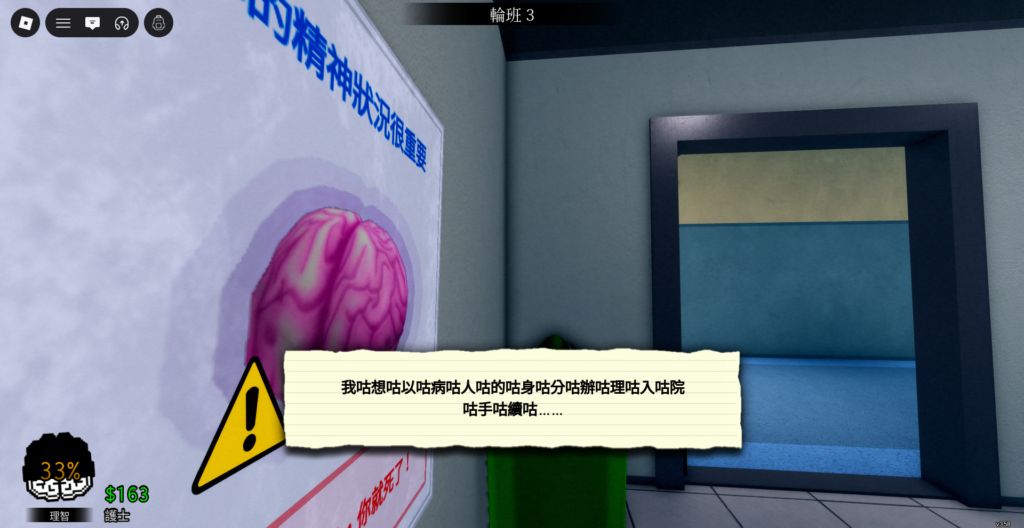 輪班 3
的精神狀況很重要
我咕想咕以咕病咕人咕的咕身咕分咕辦咕理咕入咕院
咕手咕續咕……
你就死了!
33%
$163
理智
護士
v3.58